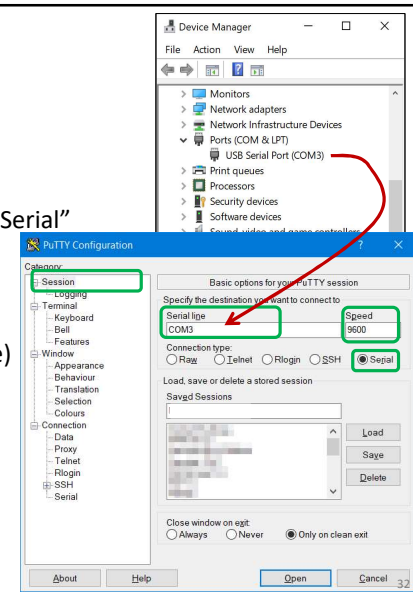 Device Manager
File Action View Help
Monitors
Network adapters
Network Infrastructure Devices
Ports (COM & LPT)
USB Serial Port (COM3)
Print queues
Processors
Security devices
Software devices
Sound, video and game controllers
Serial"
e)
PuTTY Configuration ? ×
Category:
Session
Logging
Terminal
Keyboard
Bell
Features
Window
Appearance
Behaviour
Translation
Selection
Colours
Connection
Data
Proxy
Telnet
Rlogin
SSH
Serial
Basic options for your PuTTY session
Specify the destination you want to connect to
Serial line Speed
COM3 9600
Connection type:
Raw Telnet Rlogin SSH Serial
Load, save or delete a stored session
Saved Sessions
Load
Save
Delete
Close window on exit:
Always Never Only on clean exit
About Help Open Cancel
32